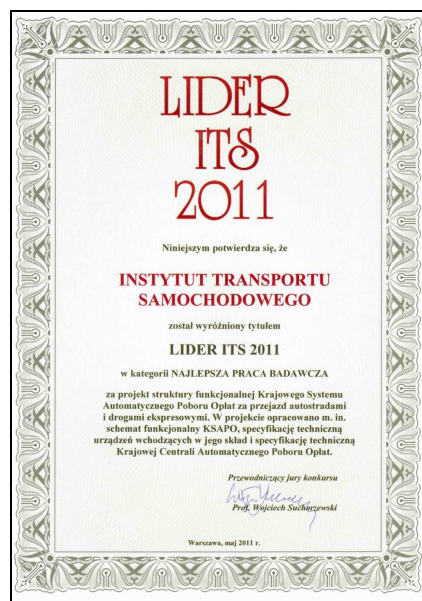 LIDER
ITS
2011
Niniejszym potwierdza się, że
INSTYTUT TRANSPORTU
SAMOCHODOWEGO
został wyróżniony tytułem
LIDER ITS 2011
w kategorii NAJLEPSZA PRACA BADAWCZA
za projekt struktury funkcjonalnej Krajowego Systemu
Automatycznego Poboru Opłat za przejazd autostradami
i drogami ekspresowymi. W projekcie opracowano m. in.
schemat funkcjonalny KSAPO, specyfikację techniczną
urządzeń wchodzących w jego skład i specyfikację techniczną
Krajowej Centrali Automatycznego Poboru Opłat.
Przewodniczący jury konkursu
Prof. Wojciech Suchorzewski
Warszawa, maj 2011 r.